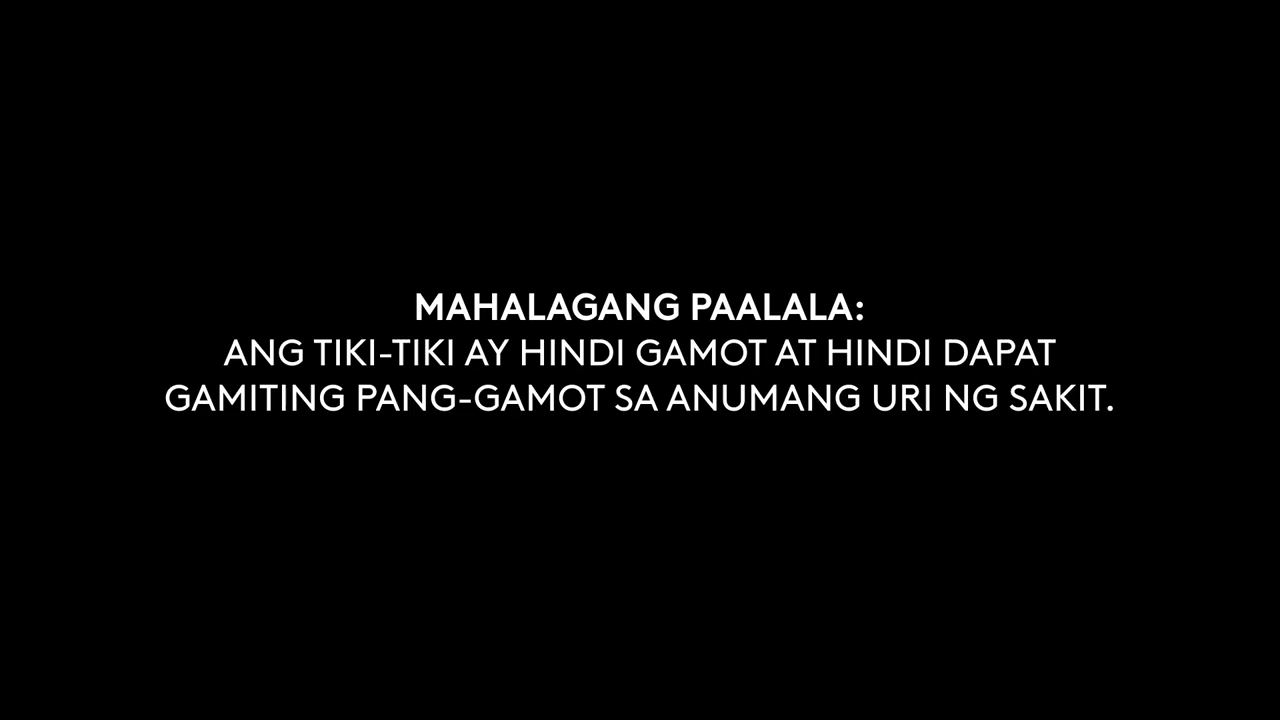 MAHALAGANG PAALALA:
ANG TIKI-TIKI AY HINDI GAMOT AT HINDI DAPAT
GAMITING PANG-GAMOT SA ANUMANG URI NG SAKIT.